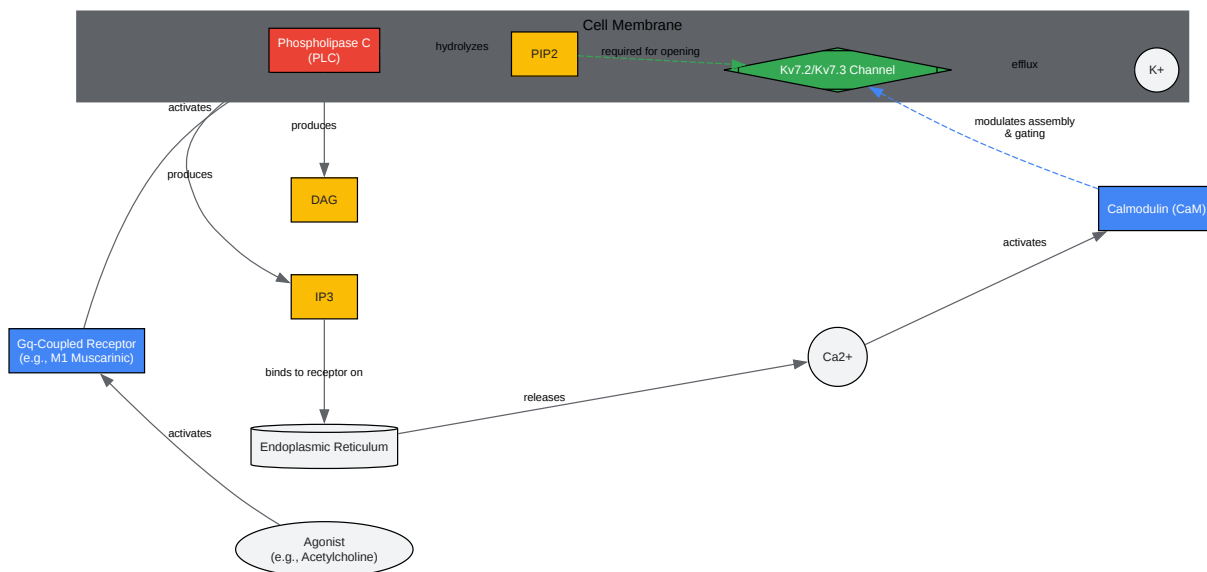 Cell Membrane
Phospholipase C
(PLC)
hydrolyzes
PIP2
required for opening
Kv7.2/Kv7.3 Channel
efflux
K+
activates
produces
modulates assembly
& gating
produces
DAG
Calmodulin (CaM)
activates
IP3
Gq-Coupled Receptor
(e.g., M1 Muscarinic)
Ca2+
binds to receptor on
releases
activates
Endoplasmic Reticulum
Agonist
(e.g., Acetylcholine)